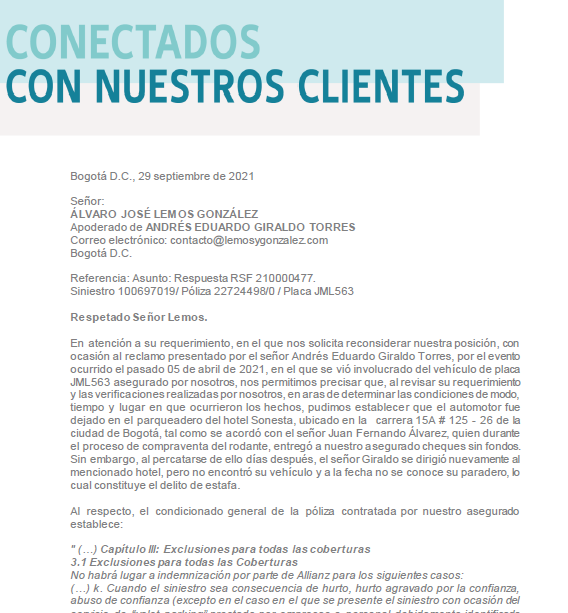 CONECTADOS
CON NUESTROS CLIENTES
Bogotá D.C., 29 septiembre de 2021
Señor:
ÁLVARO JOSÉ LEMOS GONZÁLEZ
Apoderado de ANDRÉS EDUARDO GIRALDO TORRES
Correo electrónico: contacto@lemosygonzalez.com
Bogotá D.C.
Referencia: Asunto: Respuesta RSF 210000477.
Siniestro 100697019/ Póliza 22724498/0 / Placa JML563
Respetado Señor Lemos.
En atención a su requerimiento, en el que nos solicita reconsiderar nuestra posición, con
ocasión al reclamo presentado por el señor Andrés Eduardo Giraldo Torres, por el evento
ocurrido el pasado 05 de abril de 2021, en el que se vió involucrado del vehículo de placa
JML563 asegurado por nosotros, nos permitimos precisar que, al revisar su requerimiento
y las verificaciones realizadas por nosotros, en aras de determinar las condiciones de modo,
tiempo y lugar en que ocurrieron los hechos, pudimos establecer que el automotor fue
dejado en el parqueadero del hotel Sonesta, ubicado en la carrera 15A # 125 - 26 de la
ciudad de Bogotá, tal como se acordó con el señor Juan Fernando Álvarez, quien durante
el proceso de compraventa del rodante, entregó a nuestro asegurado cheques sin fondos.
Sin embargo, al percatarse de ello días después, el señor Giraldo se dirigió nuevamente al
mencionado hotel, pero no encontró su vehículo y a la fecha no se conoce su paradero, lo
cual constituye el delito de estafa.
Al respecto, el condicionado general de la póliza contratada por nuestro asegurado
establece:
" (…) Capítulo III: Exclusiones para todas las coberturas
3.1 Exclusiones para todas las Coberturas
No habrá lugar a indemnización por parte de Allianz para los siguientes casos:
(…) k. Cuando el siniestro sea consecuencia de hurto, hurto agravado por la confianza,
abuso de confianza (excepto en el caso en el que se presente el siniestro con ocasión del